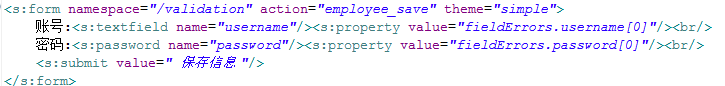 <s:form namespace="/validation" action="employee_save" theme="simple">
账号:<s:textfield name="username"/><s:property value="fieldErrors.username[0]"/><br/>
密码:<s:password name="password"/><s:property value="fieldErrors.password[0]"/><br/>
<s:submit value=" 保存信息 "/>
</s:form>